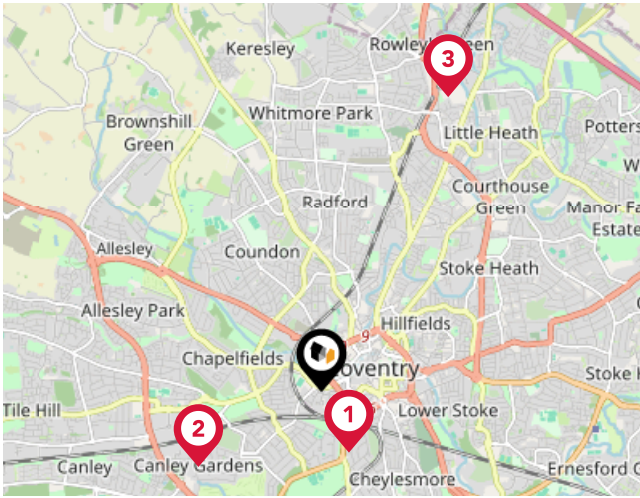 Keresley
Rowley Green
3
Whitmore Park
Brownshill
Green
Little Heath
Potters
W
Courthouse
Green
Radford
Manor Fa
Estate
Allesley
Coundon
Stoke Heath
Allesley Park
Hillfields
9
Chapelfields
oventry
Stoke H
Tile Hill
1
Lower Stoke
2
Canley
Canley Gardens
Cheylesmore
Ernesford G